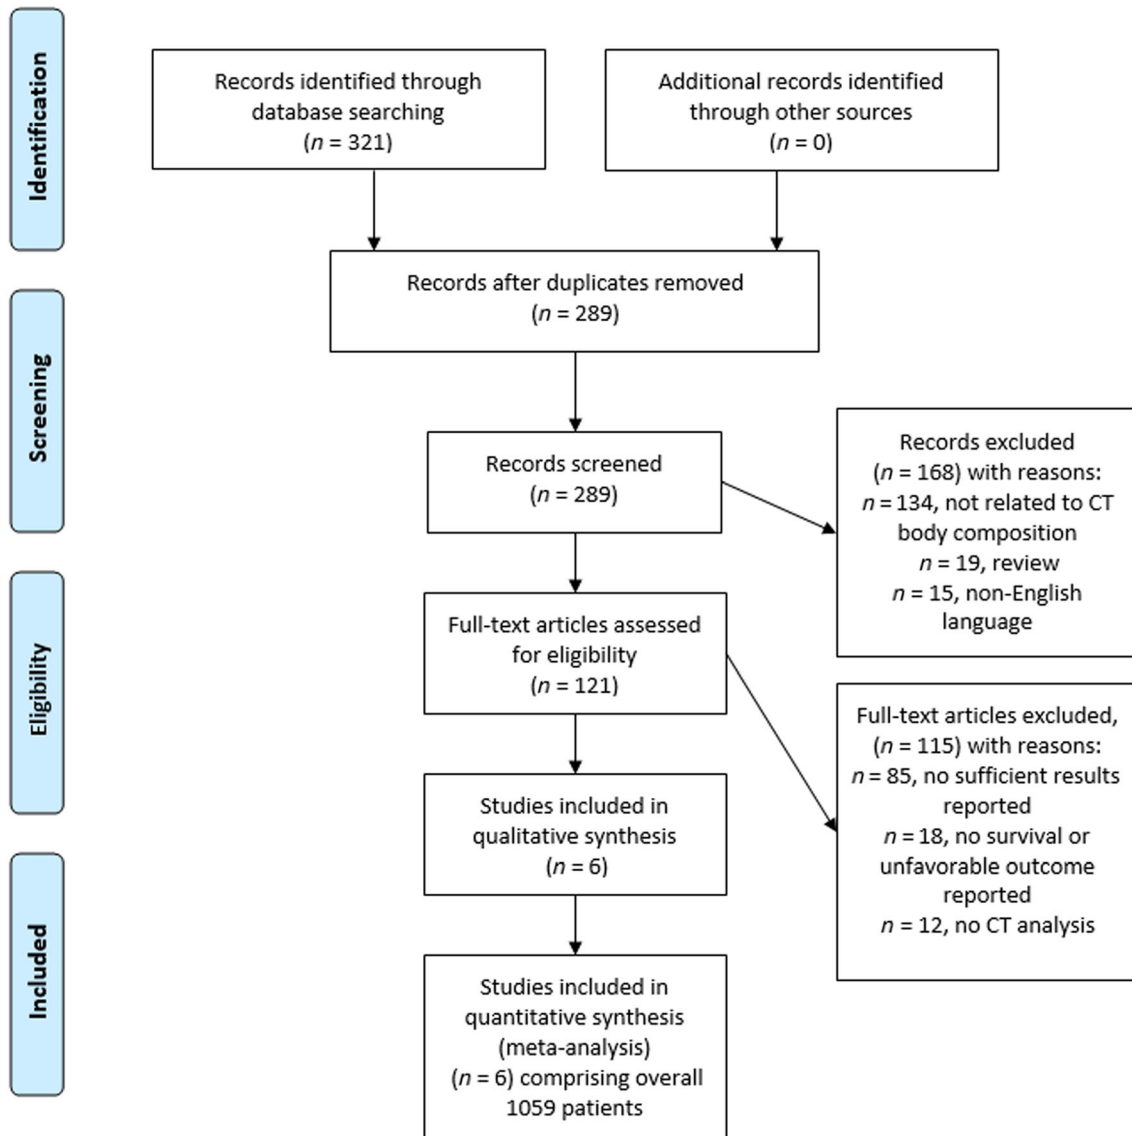 Identification
Records identified through
database searching
(n = 321)
Additional records identified
through other sources
(n = 0)
Records after duplicates removed
(n = 289)
Screening
Records screened
(n = 289)
Records excluded
(n = 168) with reasons:
n = 134, not related to CT
body composition
n = 19, review
n = 15, non-English
language
Eligibility
Full-text articles assessed
for eligibility
(n = 121)
Full-text articles excluded,
(n = 115) with reasons:
n = 85, no sufficient results
reported
n = 18, no survival or
unfavorable outcome
reported
n = 12, no CT analysis
Studies included in
qualitative synthesis
(n = 6)
Included
Studies included in
quantitative synthesis
(meta-analysis)
(n = 6) comprising overall
1059 patients